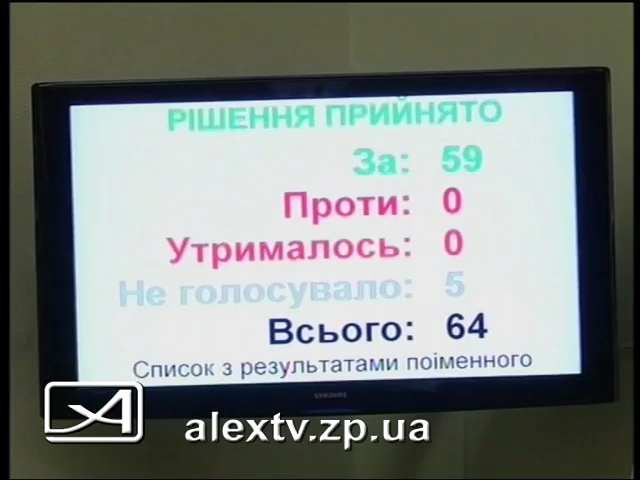 РІШЕННЯ ПРИЙНЯТО
За: 59
Проти: 0
Утрималось: 0
Не голосувало: 5
Всього: 64
Список з результатами поіменного
SAMSUNG
alextv.zp.ua